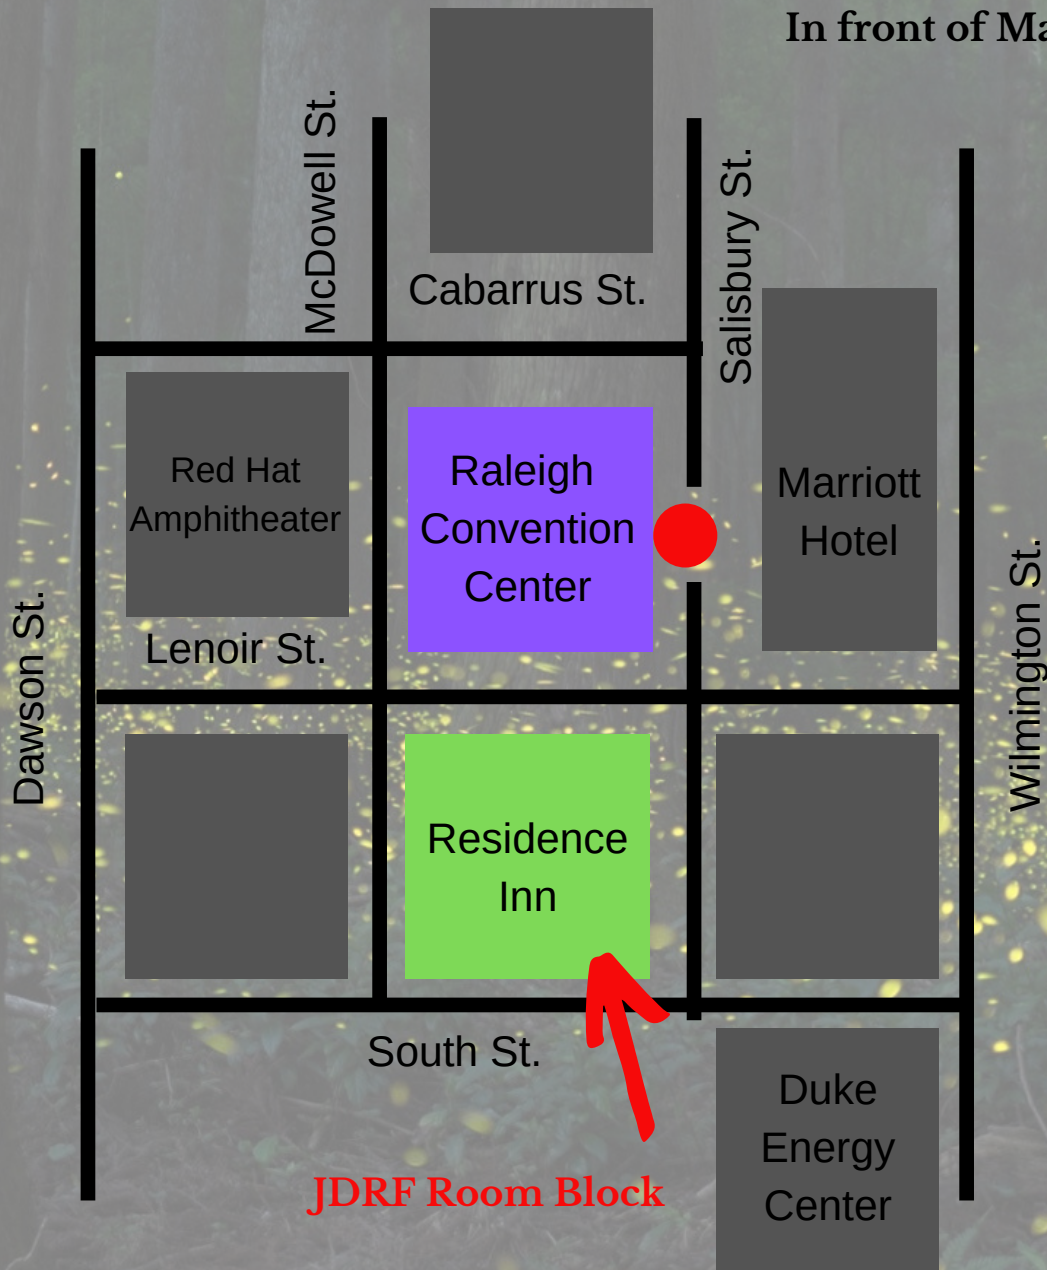 In front of Ma
McDowell St.
Salisbury St.
Cabarrus St.
Red Hat
Amphitheater
Raleigh
Convention
Center
Marriott
Hotel
Dawson St.
Lenoir St.
Wilmington St.
Residence
Inn
South St.
Duke
Energy
Center
JDRF Room Block